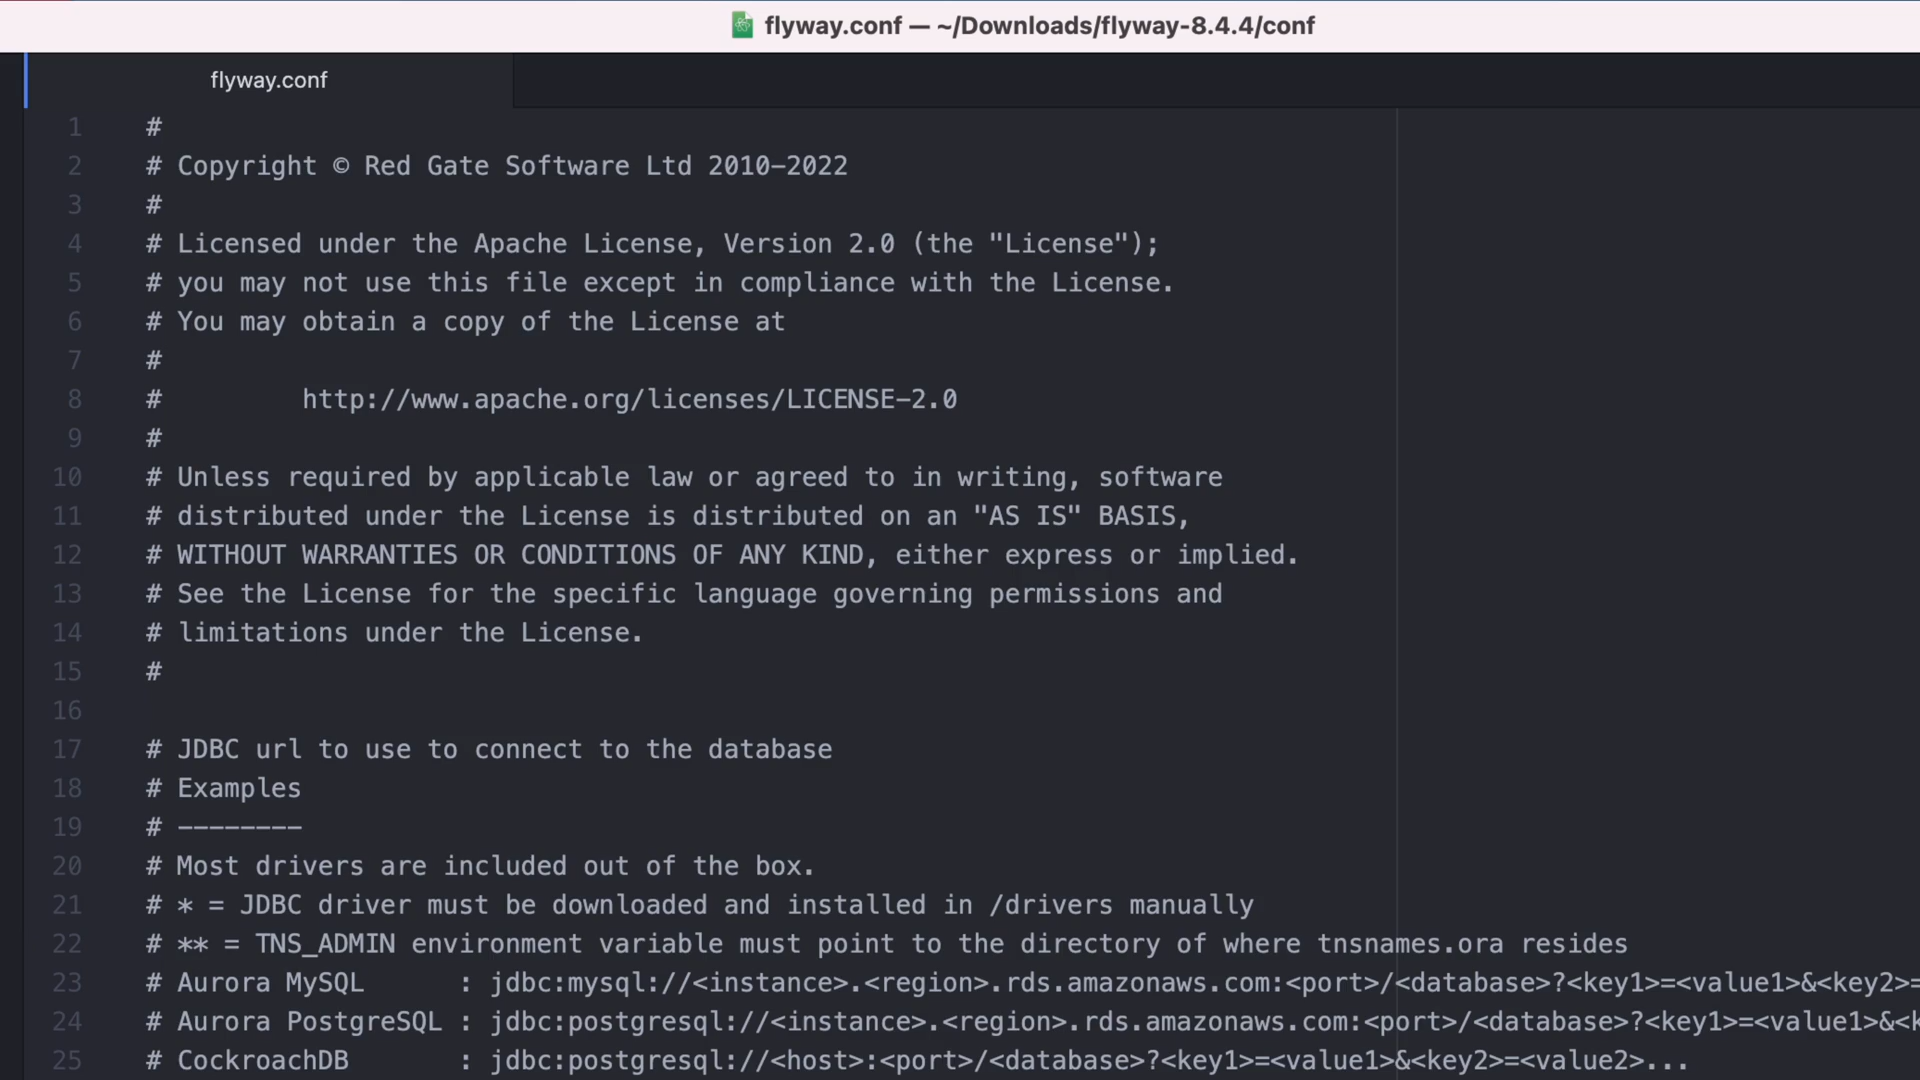 flyway.conf — ~/Downloads/flyway-8.4.4/conf
flyway.conf
1 #
2 # Copyright © Red Gate Software Ltd 2010-2022
3 #
4 # Licensed under the Apache License, Version 2.0 (the "License");
5 # you may not use this file except in compliance with the License.
6 # You may obtain a copy of the License at
7 #
8 #         http://www.apache.org/licenses/LICENSE-2.0
9 #
10 # Unless required by applicable law or agreed to in writing, software
11 # distributed under the License is distributed on an "AS IS" BASIS,
12 # WITHOUT WARRANTIES OR CONDITIONS OF ANY KIND, either express or implied.
13 # See the License for the specific language governing permissions and
14 # limitations under the License.
15 #
16
17 # JDBC url to use to connect to the database
18 # Examples
19 # --------
20 # Most drivers are included out of the box.
21 # * = JDBC driver must be downloaded and installed in /drivers manually
22 # ** = TNS_ADMIN environment variable must point to the directory of where tnsnames.ora resides
23 # Aurora MySQL      : jdbc:mysql://<instance>.<region>.rds.amazonaws.com:<port>/<database>?<key1>=<value1>&<key2>=
24 # Aurora PostgreSQL : jdbc:postgresql://<instance>.<region>.rds.amazonaws.com:<port>/<database>?<key1>=<value1>&<k
25 # CockroachDB       : jdbc:postgresql://<host>:<port>/<database>?<key1>=<value1>&<key2>=<value2>...